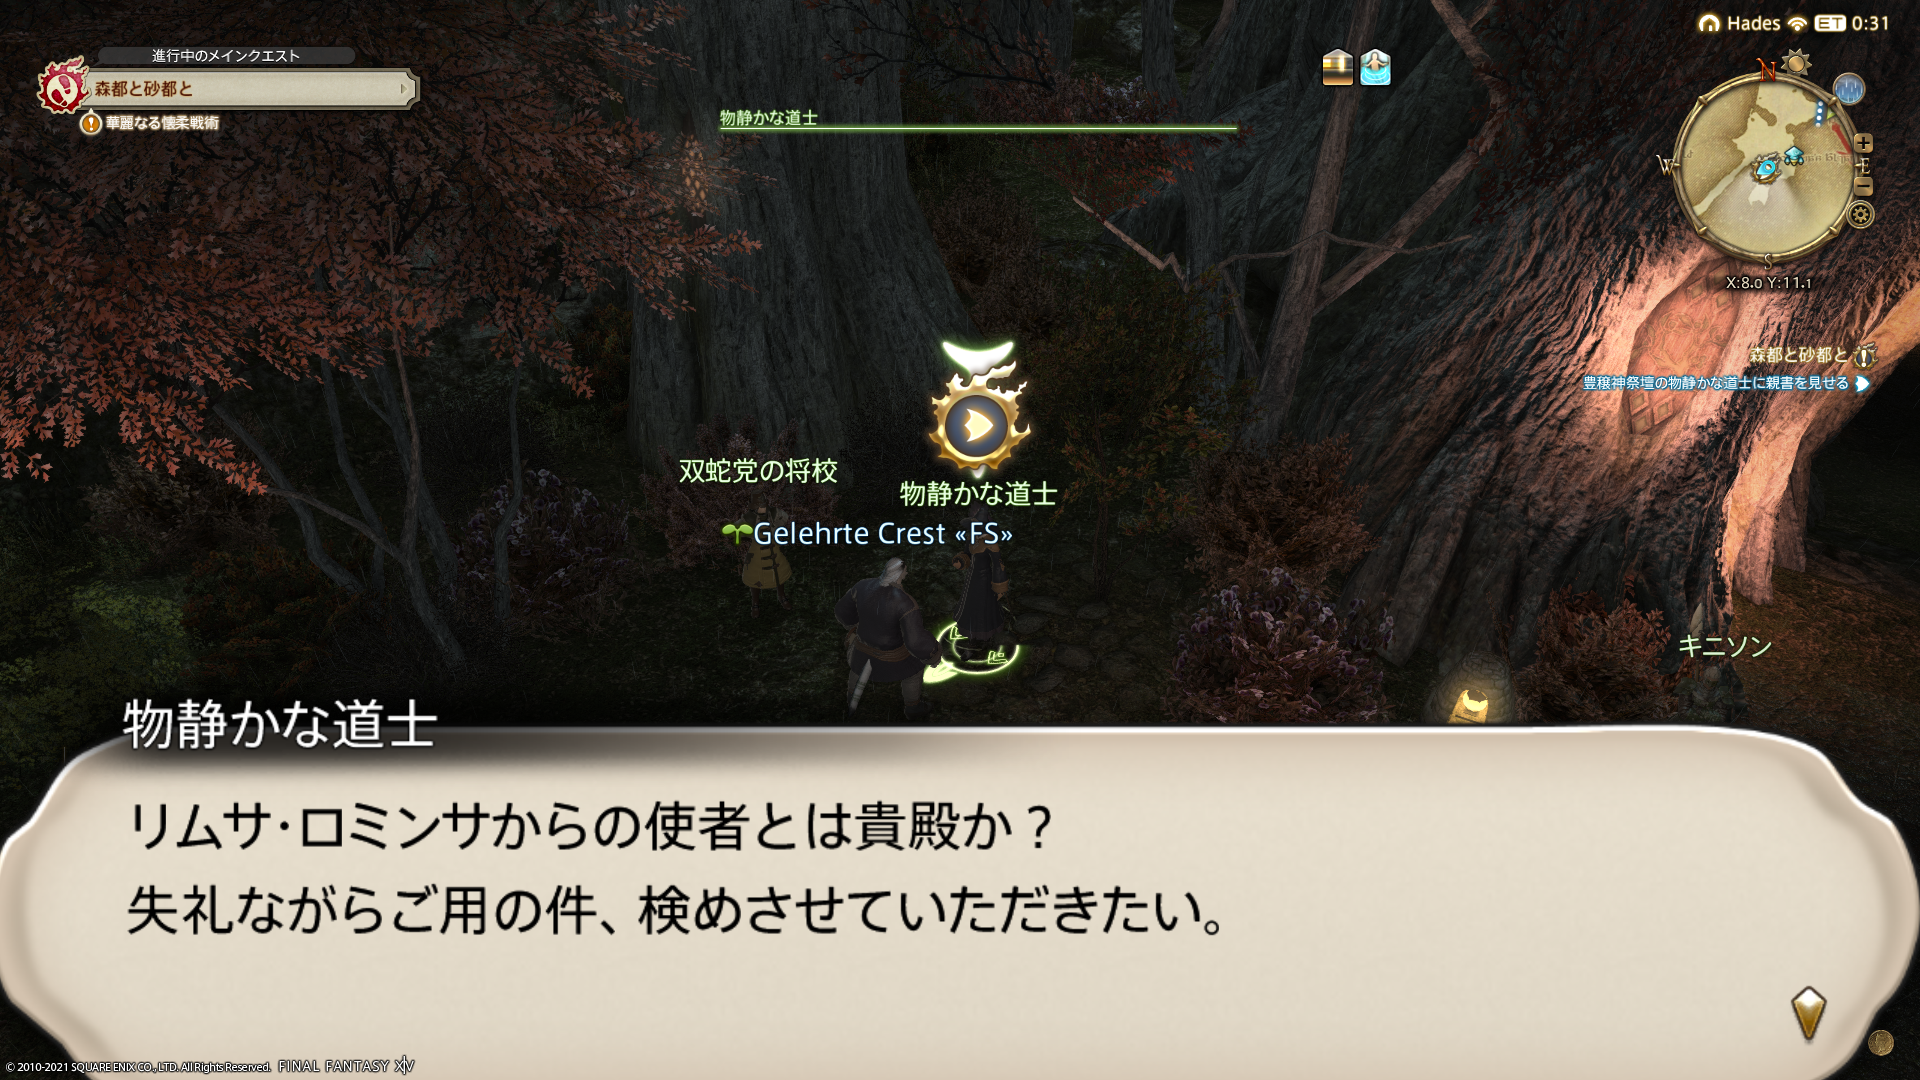 Hades ET 0:31
進行中のメインクエスト
森都と砂都と
華麗なる懐柔戦術
物静かな道士
N
W
E
S
X:8.0 Y:11.1
森都と砂都と
豊穣神祭壇の物静かな道士に親書を見せる
双蛇党の将校
物静かな道士
Gelehrte Crest «FS»
キニソン
物静かな道士
リムサ・ロミンサからの使者とは貴殿か？
失礼ながらご用の件、検めさせていただきたい。
© 2010-2021 SQUARE ENIX CO., LTD. All Rights Reserved. FINAL FANTASY XIV